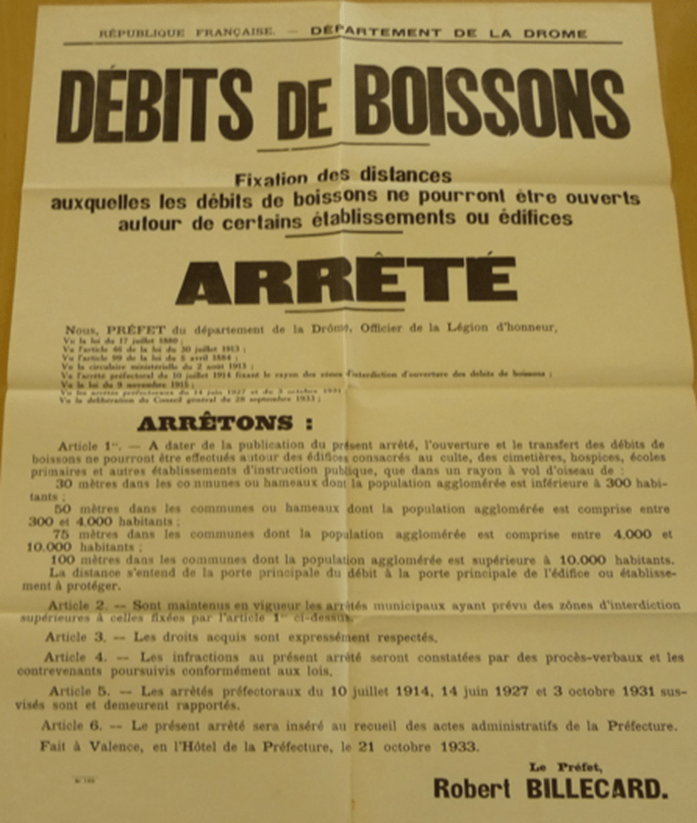 RÉPUBLIQUE FRANÇAISE. — DÉPARTEMENT DE LA DROME
DÉBITS DE BOISSONS
Fixation des distances
auxquelles les débits de boissons ne pourront être ouverts
autour de certains établissements ou édifices
ARRÊTÉ
Nous, PRÉFET du département de la Drôme, Officier de la Légion d'honneur,
Vu la loi du 17 juillet 1880 ;
Vu l'article 46 de la loi du 30 juillet 1913 ;
Vu l'article 99 de la loi du 5 avril 1884 ;
Vu la circulaire ministérielle du 2 août 1913 ;
Vu l'arrêté préfectoral du 10 juillet 1914 fixant le rayon des zônes d'interdiction d'ouverture des débits de boissons ;
Vu la loi du 9 novembre 1915 ;
Vu les arrêtés préfectoraux du 14 juin 1927 et du 3 octobre 1931
Vu la délibération du Conseil général du 28 septembre 1933 ;
ARRÊTONS :
Article 1er. — A dater de la publication du présent arrêté, l'ouverture et le transfert des débits de
boissons ne pourront être effectués autour des édifices consacrés au culte, des cimetières, hospices, écoles
primaires et autres établissements d'instruction publique, que dans un rayon à vol d'oiseau de :
30 mètres dans les communes ou hameaux dont la population agglomérée est inférieure à 300 habi-
tants ;
50 mètres dans les communes ou hameaux dont la population agglomérée est comprise entre
300 et 4.000 habitants ;
75 mètres dans les communes dont la population agglomérée est comprise entre 4.000 et
10.000 habitants ;
100 mètres dans les communes dont la population agglomérée est supérieure à 10.000 habitants.
La distance s'entend de la porte principale du débit à la porte principale de l'édifice ou établisse-
ment à protéger.
Article 2. — Sont maintenus en vigueur les arrêtés municipaux ayant prévu des zônes d'interdiction
supérieures à celles fixées par l'article 1er ci-dessus.
Article 3. — Les droits acquis sont expressément respectés.
Article 4. — Les infractions au présent arrêté seront constatées par des procès-verbaux et les
contrevenants poursuivis conformément aux lois.
Article 5. — Les arrêtés préfectoraux du 10 juillet 1914, 14 juin 1927 et 3 octobre 1931 sus-
visés sont et demeurent rapportés.
Article 6. — Le présent arrêté sera inséré au recueil des actes administratifs de la Préfecture.
Fait à Valence, en l'Hôtel de la Préfecture, le 21 octobre 1933.
Le Préfet,
Robert BILLECARD.